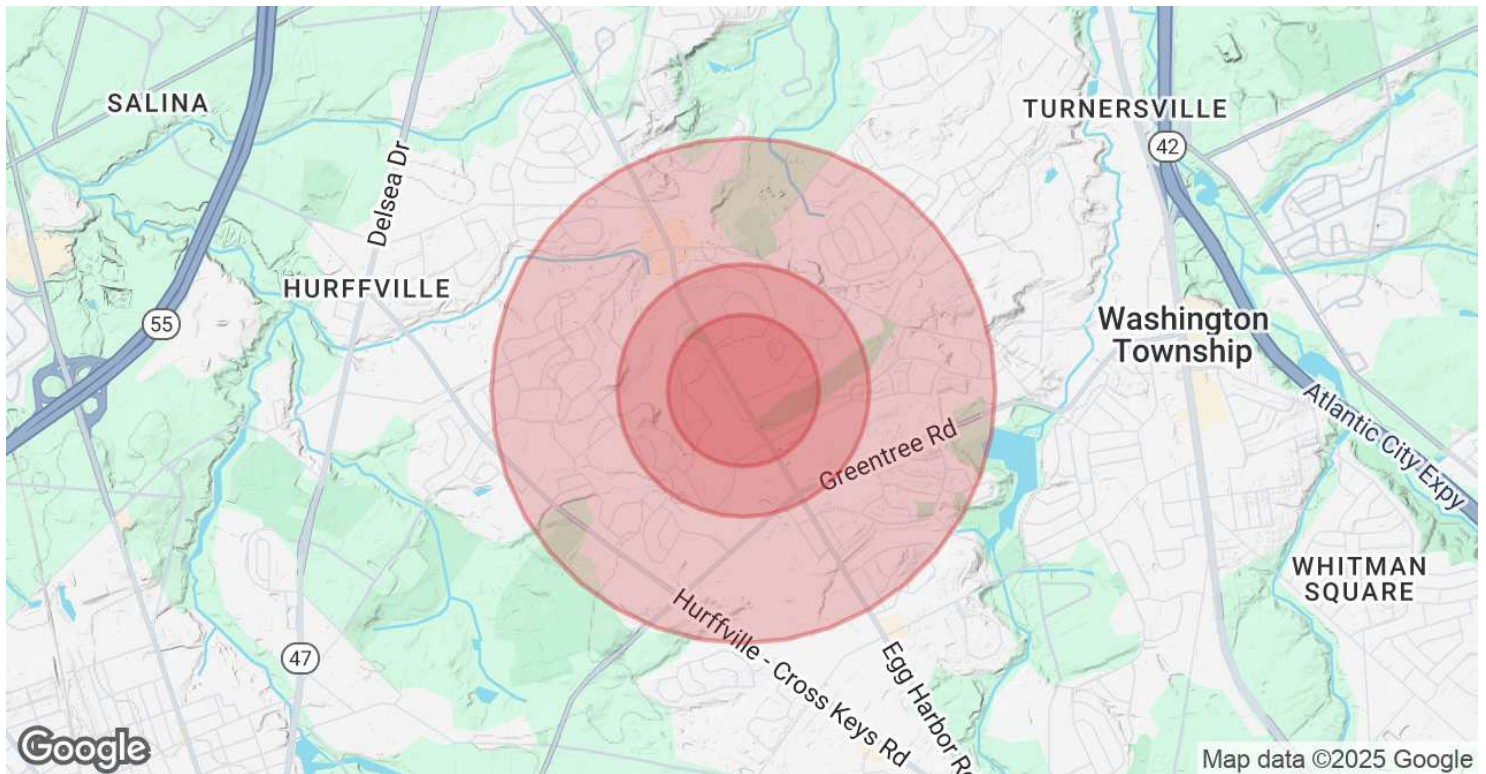 SALINA
TURNERSVILLE
42
Delsea Dr
HURFFVILLE
55
Washington
Township
Atlantic City Expy
Greentree Rd
WHITMAN
SQUARE
Hurffville - Cross Keys Rd
47
Egg Harbor Rd
Google
Map data ©2025 Google